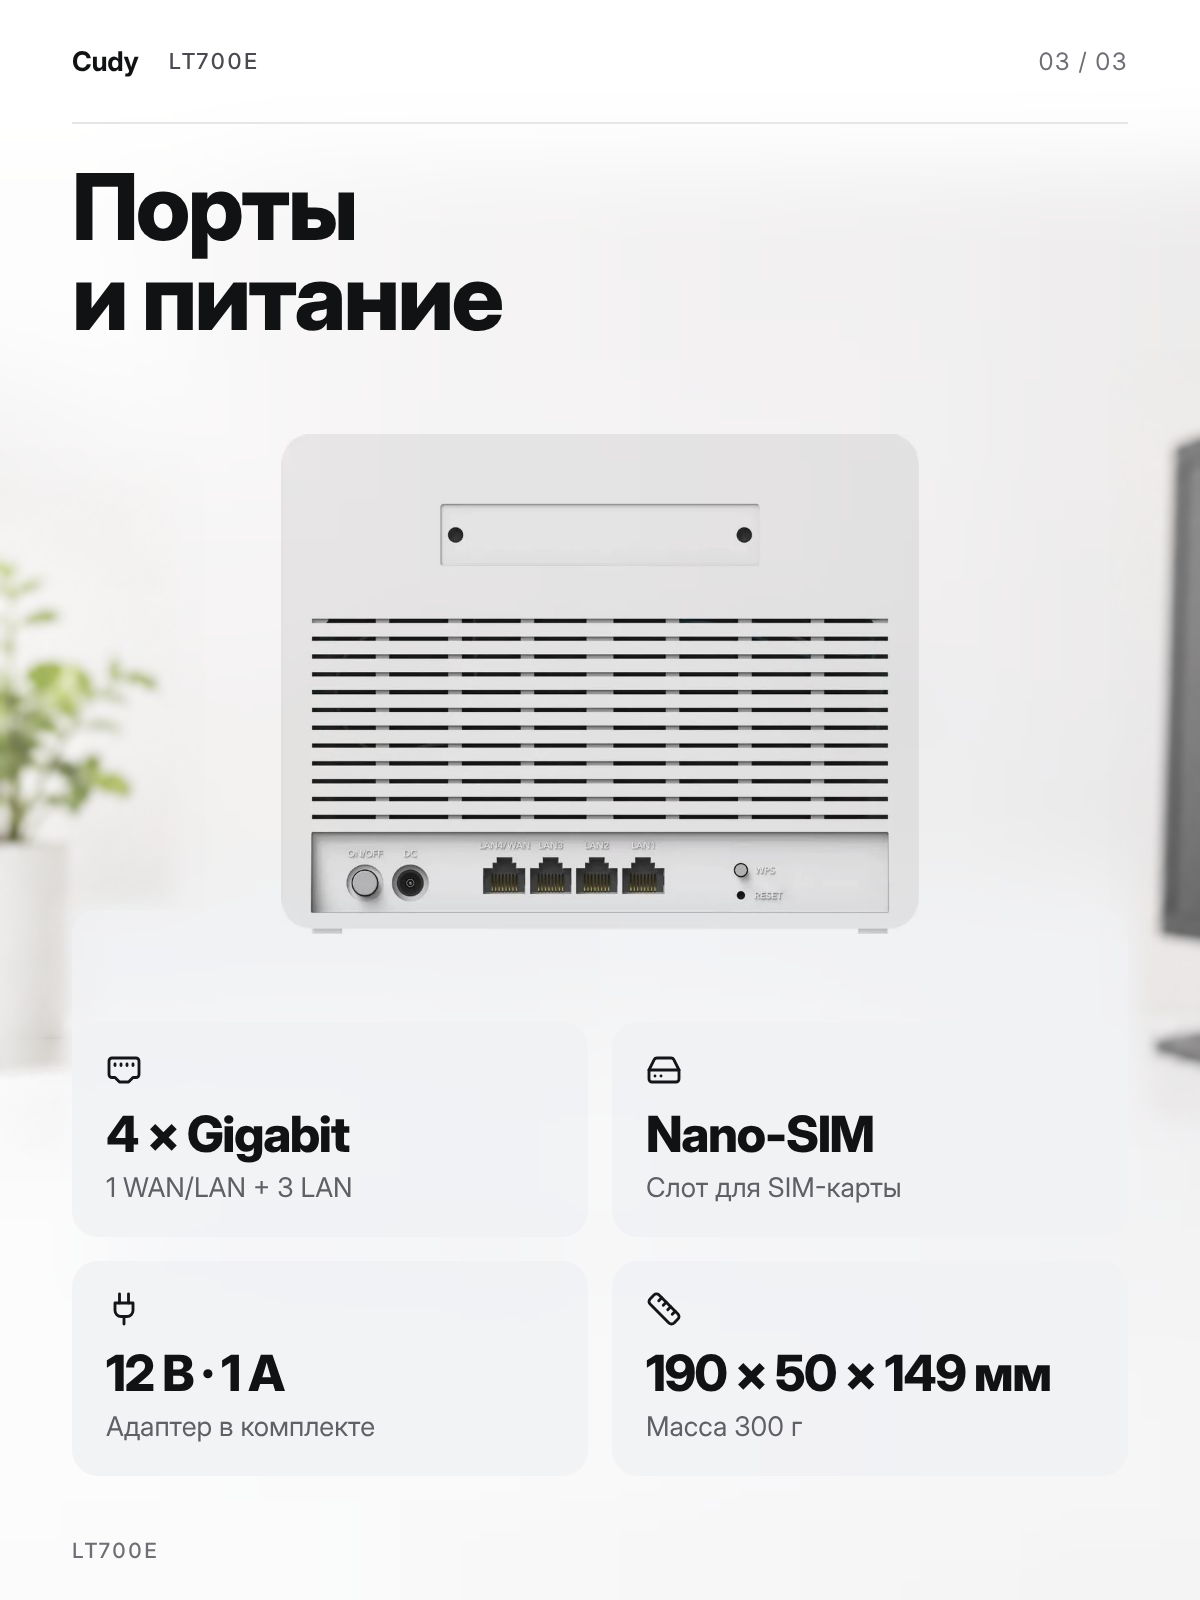 Cudy LT700E 03 / 03
Порты
и питание
ON/OFF DC LAN4/WAN LAN3 LAN2 LAN1
WPS
RESET
4 × Gigabit
1 WAN/LAN + 3 LAN
Nano-SIM
Слот для SIM-карты
12 В · 1 А
Адаптер в комплекте
190 × 50 × 149 мм
Масса 300 г
LT700E